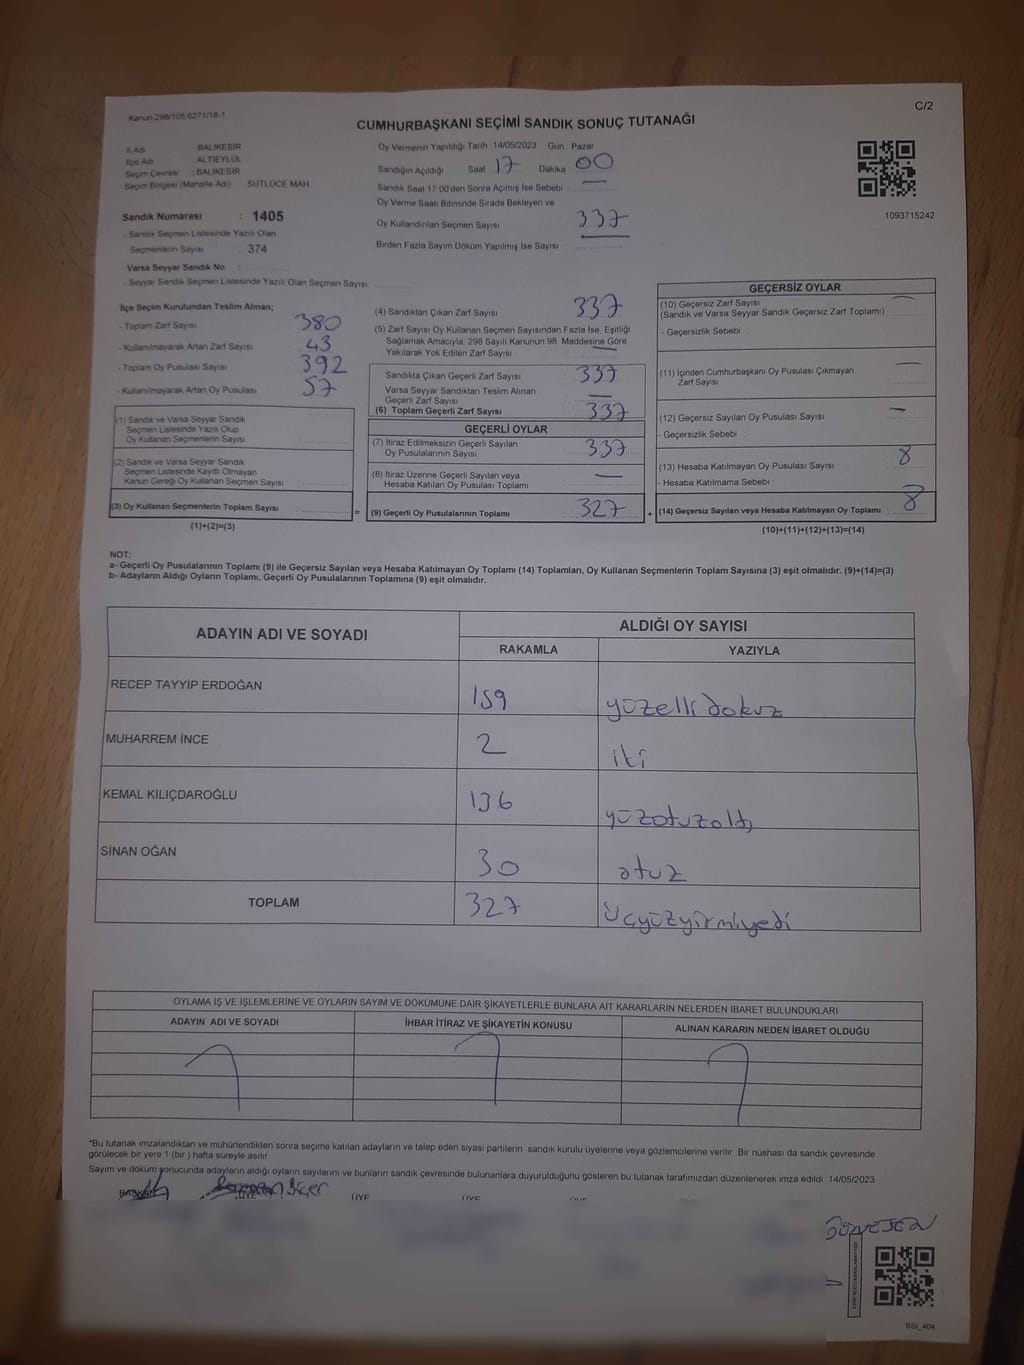 C/2
Kanun 298/105,6271/18-1
CUMHURBAŞKANI SEÇİMİ SANDIK SONUÇ TUTANAĞI
İl Adı BALIKESİR
İlçe Adı ALTIEYLÜL
Seçim Çevresi : BALIKESİR
Seçim Bölgesi (Mahalle Adı) SÜTLÜCE MAH.
Sandık Numarası : 1405
- Sandık Seçmen Listesinde Yazılı Olan
Seçmenlerin Sayısı : 374
Varsa Seyyar Sandık No :
- Seyyar Sandık Seçmen Listesinde Yazılı Olan Seçmen Sayısı
Oy Vermenin Yapıldığı Tarih 14/05/2023 Gün : Pazar
Sandığın Açıldığı Saat 17 Dakika 00
Sandık Saat 17:00'den Sonra Açımış İse Sebebi —
Oy Verme Saati Bitiminde Sırada Bekleyen ve
Oy Kullandırılan Seçmen Sayısı 337
Birden Fazla Sayım Döküm Yapılmış İse Sayısı
1093715242
İlçe Seçim Kurulundan Teslim Alınan;
- Toplam Zarf Sayısı 380
- Kullanılmayarak Artan Zarf Sayısı 43
- Toplam Oy Pusulası Sayısı 392
- Kullanılmayarak Artan Oy Pusulası 57
(1) Sandık ve Varsa Seyyar Sandık
Seçmen Listesinde Yazılı Olup
Oy Kullanan Seçmenlerin Sayısı
(2) Sandık ve Varsa Seyyar Sandık
Seçmen Listesinde Kayıtlı Olmayan
Kanun Gereği Oy Kullanan Seçmen Sayısı
(3) Oy Kullanan Seçmenlerin Toplam Sayısı =
(1)+(2)=(3)
(4) Sandıktan Çıkan Zarf Sayısı 337
(5) Zarf Sayısı Oy Kullanan Seçmen Sayısından Fazla İse, Eşitliği
Sağlamak Amacıyla, 298 Sayılı Kanunun 98. Maddesine Göre
Yakılarak Yok Edilen Zarf Sayısı —
Sandıkta Çıkan Geçerli Zarf Sayısı 337
Varsa Seyyar Sandıktan Teslim Alınan
Geçerli Zarf Sayısı —
(6) Toplam Geçerli Zarf Sayısı 337
GEÇERLİ OYLAR
(7) İtiraz Edilmeksizin Geçerli Sayılan
Oy Pusulalarının Sayısı 337
(8) İtiraz Üzerine Geçerli Sayılan veya
Hesaba Katılan Oy Pusulası Toplamı —
(9) Geçerli Oy Pusulalarının Toplamı 327 +
GEÇERSİZ OYLAR
(10) Geçersiz Zarf Sayısı —
(Sandık ve Varsa Seyyar Sandık Geçersiz Zarf Toplamı)
- Geçersizlik Sebebi :
(11) İçinden Cumhurbaşkanı Oy Pusulası Çıkmayan
Zarf Sayısı —
(12) Geçersiz Sayılan Oy Pusulası Sayısı —
- Geçersizlik Sebebi :
(13) Hesaba Katılmayan Oy Pusulası Sayısı 8
- Hesaba Katılmama Sebebi :
(14) Geçersiz Sayılan veya Hesaba Katılmayan Oy Toplamı 8
(10)+(11)+(12)+(13)=(14)
NOT:
a- Geçerli Oy Pusulalarının Toplamı (9) ile Geçersiz Sayılan veya Hesaba Katılmayan Oy Toplamı (14) Toplamları, Oy Kullanan Seçmenlerin Toplam Sayısına (3) eşit olmalıdır. (9)+(14)=(3)
b- Adayların Aldığı Oyların Toplamı, Geçerli Oy Pusulalarının Toplamına (9) eşit olmalıdır.
ADAYIN ADI VE SOYADI ALDIĞI OY SAYISI
RAKAMLA YAZIYLA
RECEP TAYYİP ERDOĞAN 159 yüzellidokuz
MUHARREM İNCE 2 iki
KEMAL KILIÇDAROĞLU 136 yüzotuzaltı
SİNAN OĞAN 30 otuz
TOPLAM 327 Üçyüzyirmiyedi
OYLAMA İŞ VE İŞLEMLERİNE VE OYLARIN SAYIM VE DÖKÜMÜNE DAİR ŞİKAYETLERLE BUNLARA AİT KARARLARIN NELERDEN İBARET BULUNDUKLARI
ADAYIN ADI VE SOYADI İHBAR İTİRAZ VE ŞİKAYETİN KONUSU ALINAN KARARIN NEDEN İBARET OLDUĞU
*Bu tutanak imzalandıktan ve mühürlendikten sonra seçime katılan adayların ve talep eden siyasi partilerin sandık kurulu üyelerine veya gözlemcilerine verilir. Bir nüshası da sandık çevresinde
görülecek bir yere 1 (bir ) hafta süreyle asılır.
Sayım ve döküm sonucunda adayların aldığı oyların sayılarını ve bunların sandık çevresinde bulunanlara duyurulduğunu gösteren bu tutanak tarafımızdan düzenlenerek imza edildi. 14/05/2023
BAŞKAN ÜYE ÜYE ÜYE
SSI_404